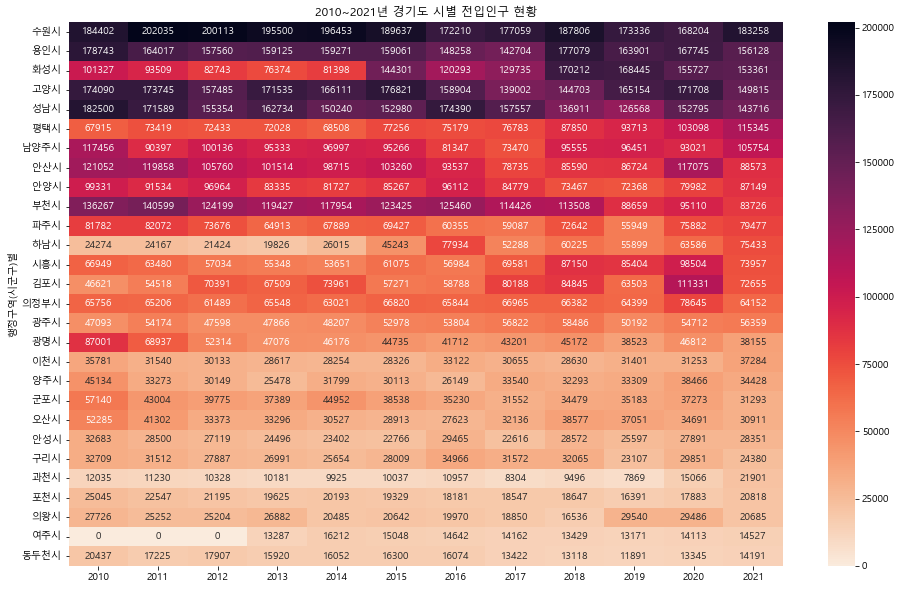 2010~2021년 경기도 시별 전입인구 현황
행정구역(시군구)별
수원시 184402 202035 200113 195500 196453 189637 172210 177059 187806 173336 168204 183258
용인시 178743 164017 157560 159125 159271 159061 148258 142704 177079 163901 167745 156128
화성시 101327 93509 82743 76374 81398 144301 120293 129735 170212 168445 155727 153361
고양시 174090 173745 157485 171535 166111 176821 158904 139002 144703 165154 171708 149815
성남시 182500 171589 155354 162734 150240 152980 174390 157557 136911 126568 152795 143716
평택시 67915 73419 72433 72028 68508 77256 75179 76783 87850 93713 103098 115345
남양주시 117456 90397 100136 95333 96997 95266 81347 73470 95555 96451 93021 105754
안산시 121052 119858 105760 101514 98715 103260 93537 78735 85590 86724 117075 88573
안양시 99331 91534 96964 83335 81727 85267 96112 84779 73467 72368 79982 87149
부천시 136267 140599 124199 119427 117954 123425 125460 114426 113508 88659 95110 83726
파주시 81782 82072 73676 64913 67889 69427 60355 59087 72642 55949 75882 79477
하남시 24274 24167 21424 19826 26015 45243 77934 52288 60225 55899 63586 75433
시흥시 66949 63480 57034 55348 53651 61075 56984 69581 87150 85404 98504 73957
김포시 46621 54518 70391 67509 73961 57271 58788 80188 84845 63503 111331 72655
의정부시 65756 65206 61489 65548 63021 66820 65844 66965 66382 64399 78645 64152
광주시 47093 54174 47598 47866 48207 52978 53804 56822 58486 50192 54712 56359
광명시 87001 68937 52314 47076 46176 44735 41712 43201 45172 38523 46812 38155
이천시 35781 31540 30133 28617 28254 28326 33122 30655 28630 31401 31253 37284
양주시 45134 33273 30149 25478 31799 30113 26149 33540 32293 33309 38466 34428
군포시 57140 43004 39775 37389 44952 38538 35230 31552 34479 35183 37273 31293
오산시 52285 41302 33373 33296 30527 28913 27623 32136 38577 37051 34691 30911
안성시 32683 28500 27119 24496 23402 22766 29465 22616 28572 25597 27891 28351
구리시 32709 31512 27887 26991 25654 28009 34966 31572 32065 23107 29851 24380
과천시 12035 11230 10328 10181 9925 10037 10957 8304 9496 7869 15066 21901
포천시 25045 22547 21195 19625 20193 19329 18181 18547 18647 16391 17883 20818
의왕시 27726 25252 25204 26882 20485 20642 19970 18850 16536 29540 29486 20685
여주시 0 0 0 13287 16212 15048 14642 14162 13429 13171 14113 14527
동두천시 20437 17225 17907 15920 16052 16300 16074 13422 13118 11891 13345 14191
2010 2011 2012 2013 2014 2015 2016 2017 2018 2019 2020 2021
200000
175000
150000
125000
100000
75000
50000
25000
0